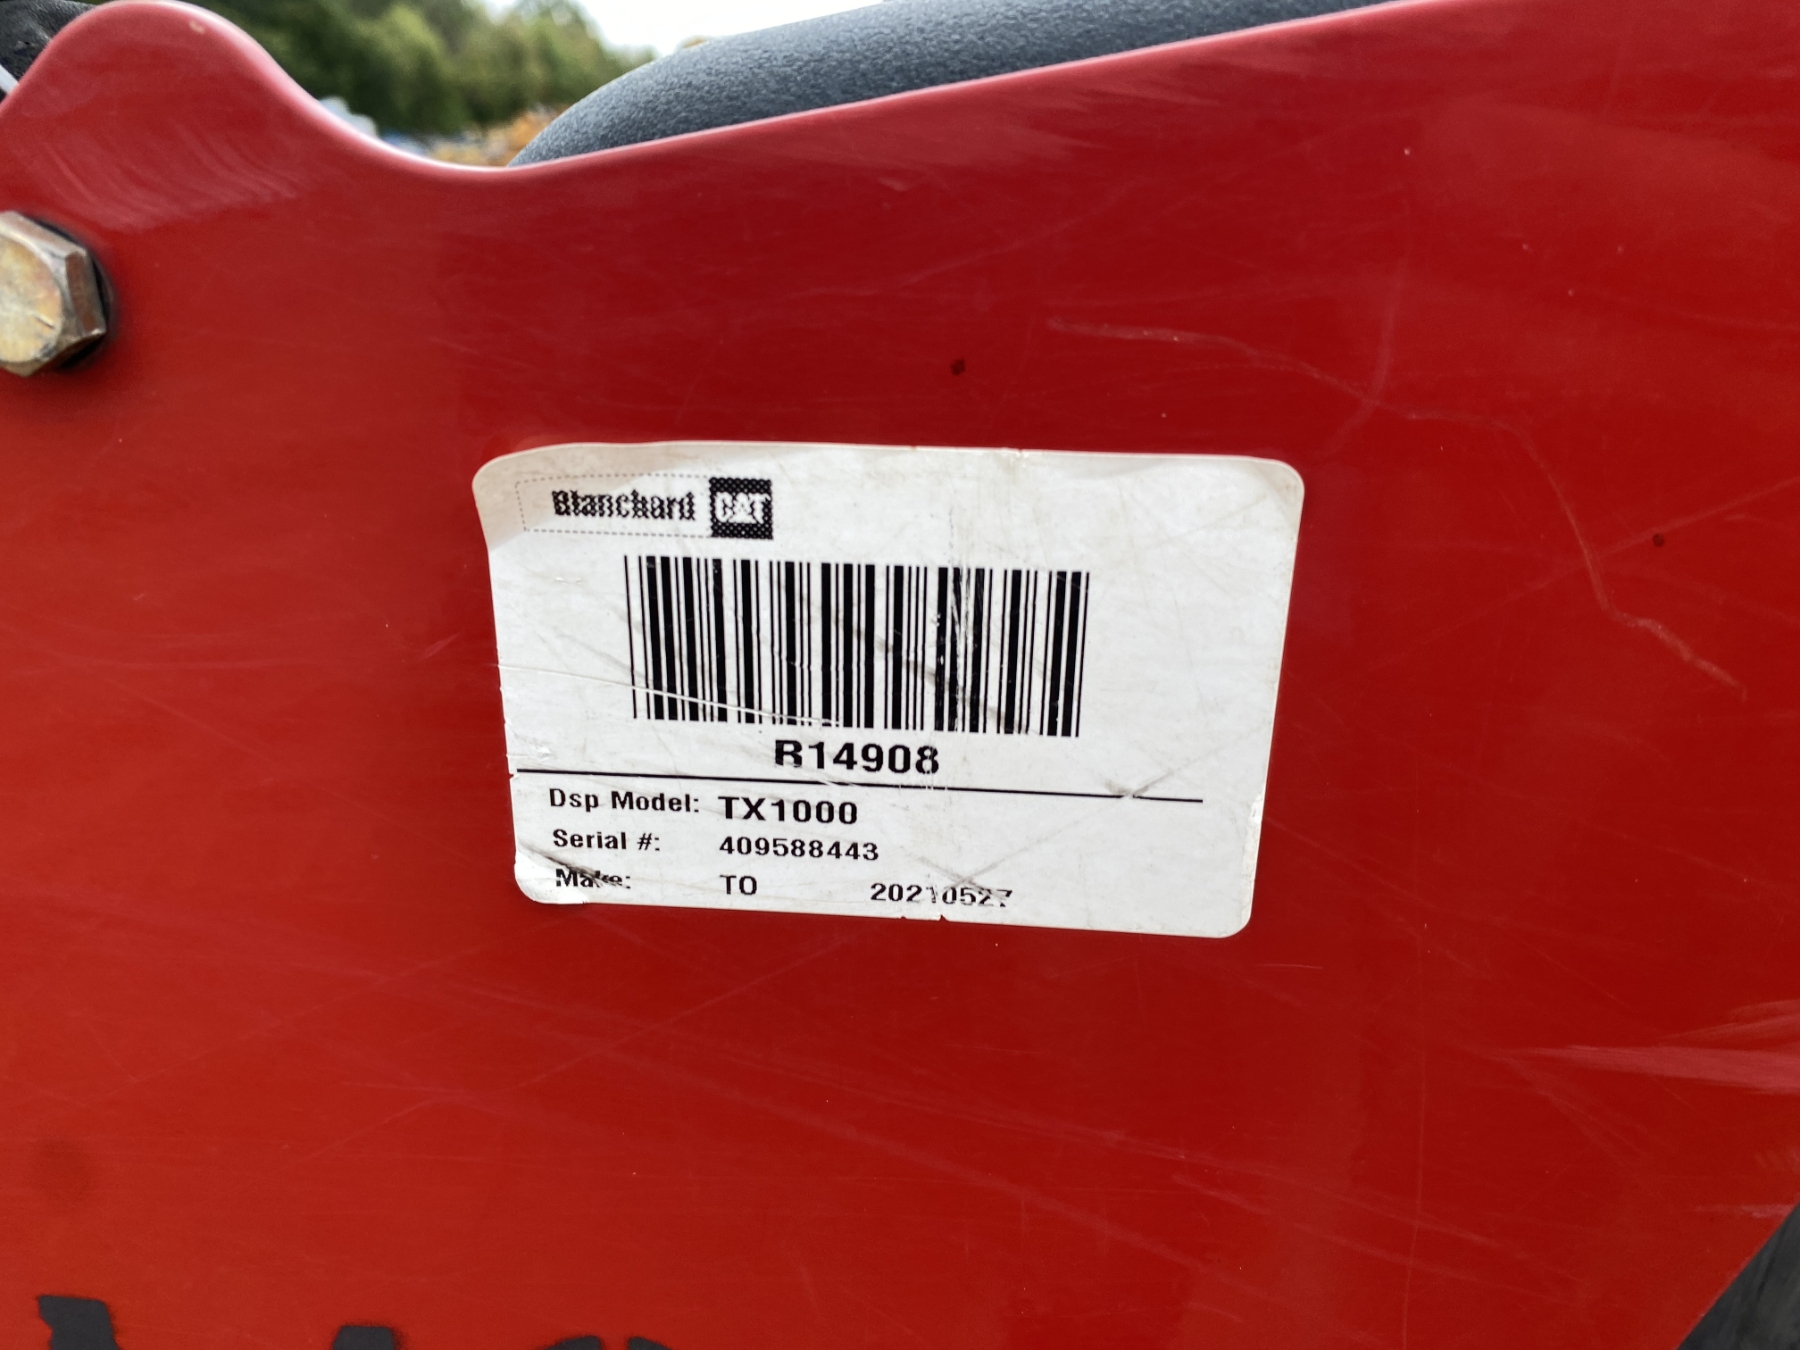 Blanchard CAT
R14908
Dsp Model: TX1000
Serial #: 409588443
Make: TO 20210527